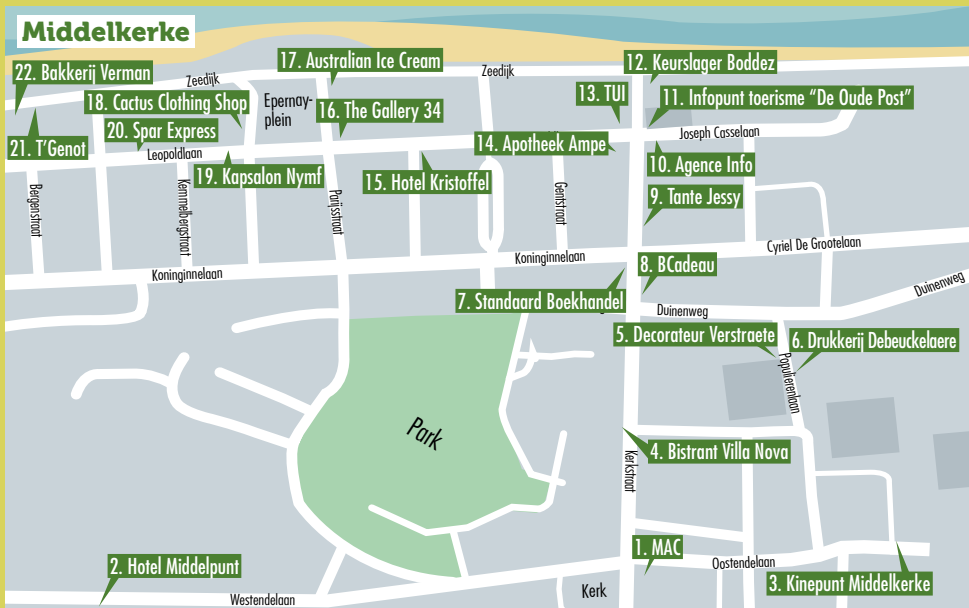 Middelkerke
22. Bakkerij Verman
Zeedijk
17. Australian Ice Cream
Zeedijk
12. Keurslager Boddez
18. Cactus Clothing Shop
Epernay-
plein
16. The Gallery 34
13. TUI
11. Infopunt toerisme “De Oude Post”
21. T’Genot
20. Spar Express
Leopoldlaan
14. Apotheek Ampe
Joseph Casselaan
19. Kapsalon Nymf
15. Hotel Kristoffel
10. Agence Info
Bergenstraat
Kemmelbergstraat
Parijsstraat
Gentstraat
9. Tante Jessy
Koninginnelaan
Koninginnelaan
Cyriel De Grootelaan
8. BCadeau
7. Standaard Boekhandel
Duinenweg
Duinenweg
5. Decorateur Verstraete
6. Drukkerij Debeuckelaere
Populierenlaan
Park
4. Bistrant Villa Nova
Kerkstraat
1. MAC
Oostendelaan
2. Hotel Middelpunt
3. Kinepunt Middelkerke
Westendelaan
Kerk